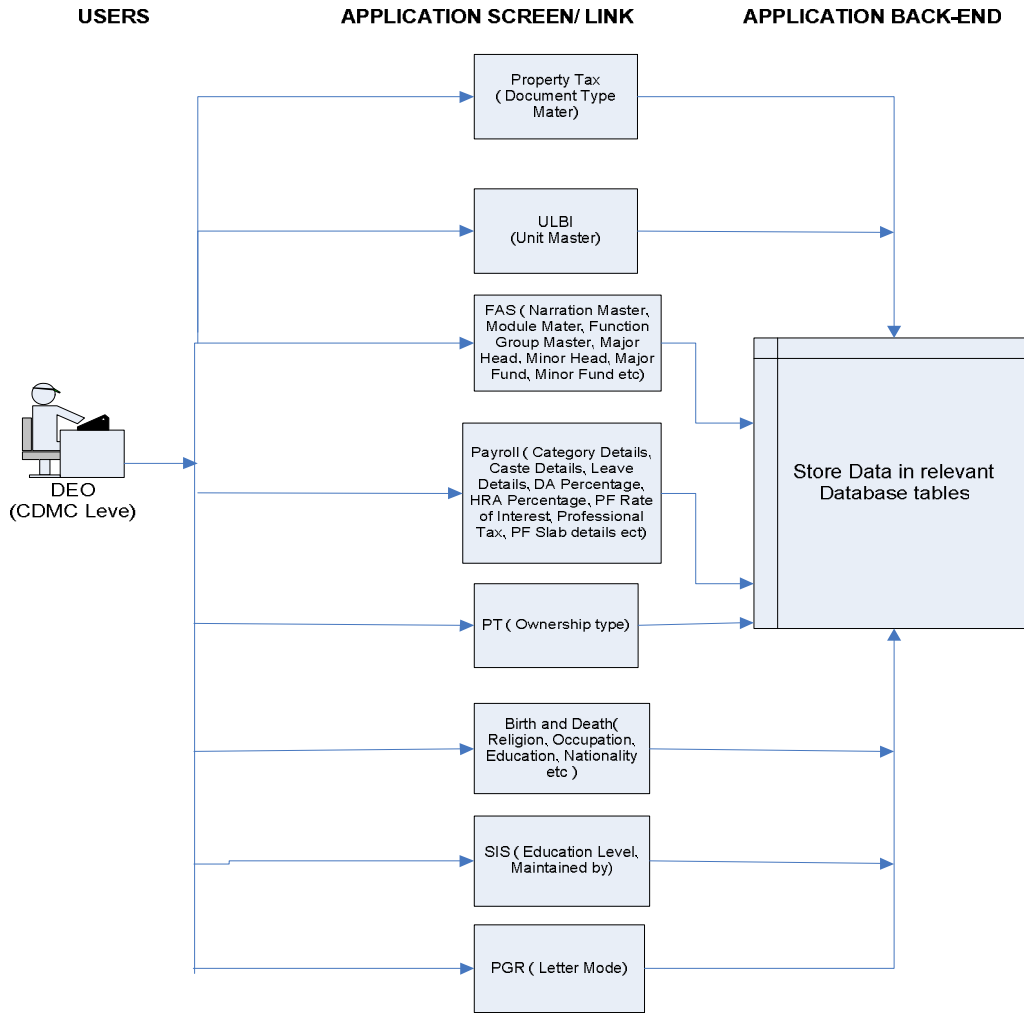 USERS
APPLICATION SCREEN/ LINK
APPLICATION BACK-END
Property Tax
( Document Type
Mater)
ULBI
(Unit Master)
FAS ( Narration Master,
Module Mater, Function
Group Master, Major
Head, Minor Head, Major
Fund, Minor Fund etc)
DEO
(CDMC Leve)
Payroll ( Category Details,
Caste Details, Leave
Details, DA Percentage,
HRA Percentage, PF Rate
of Interest, Professional
Tax, PF Slab details ect)
Store Data in relevant
Database tables
PT ( Ownership type)
Birth and Death(
Religion, Occupation,
Education, Nationality
etc )
SIS ( Education Level,
Maintained by)
PGR ( Letter Mode)